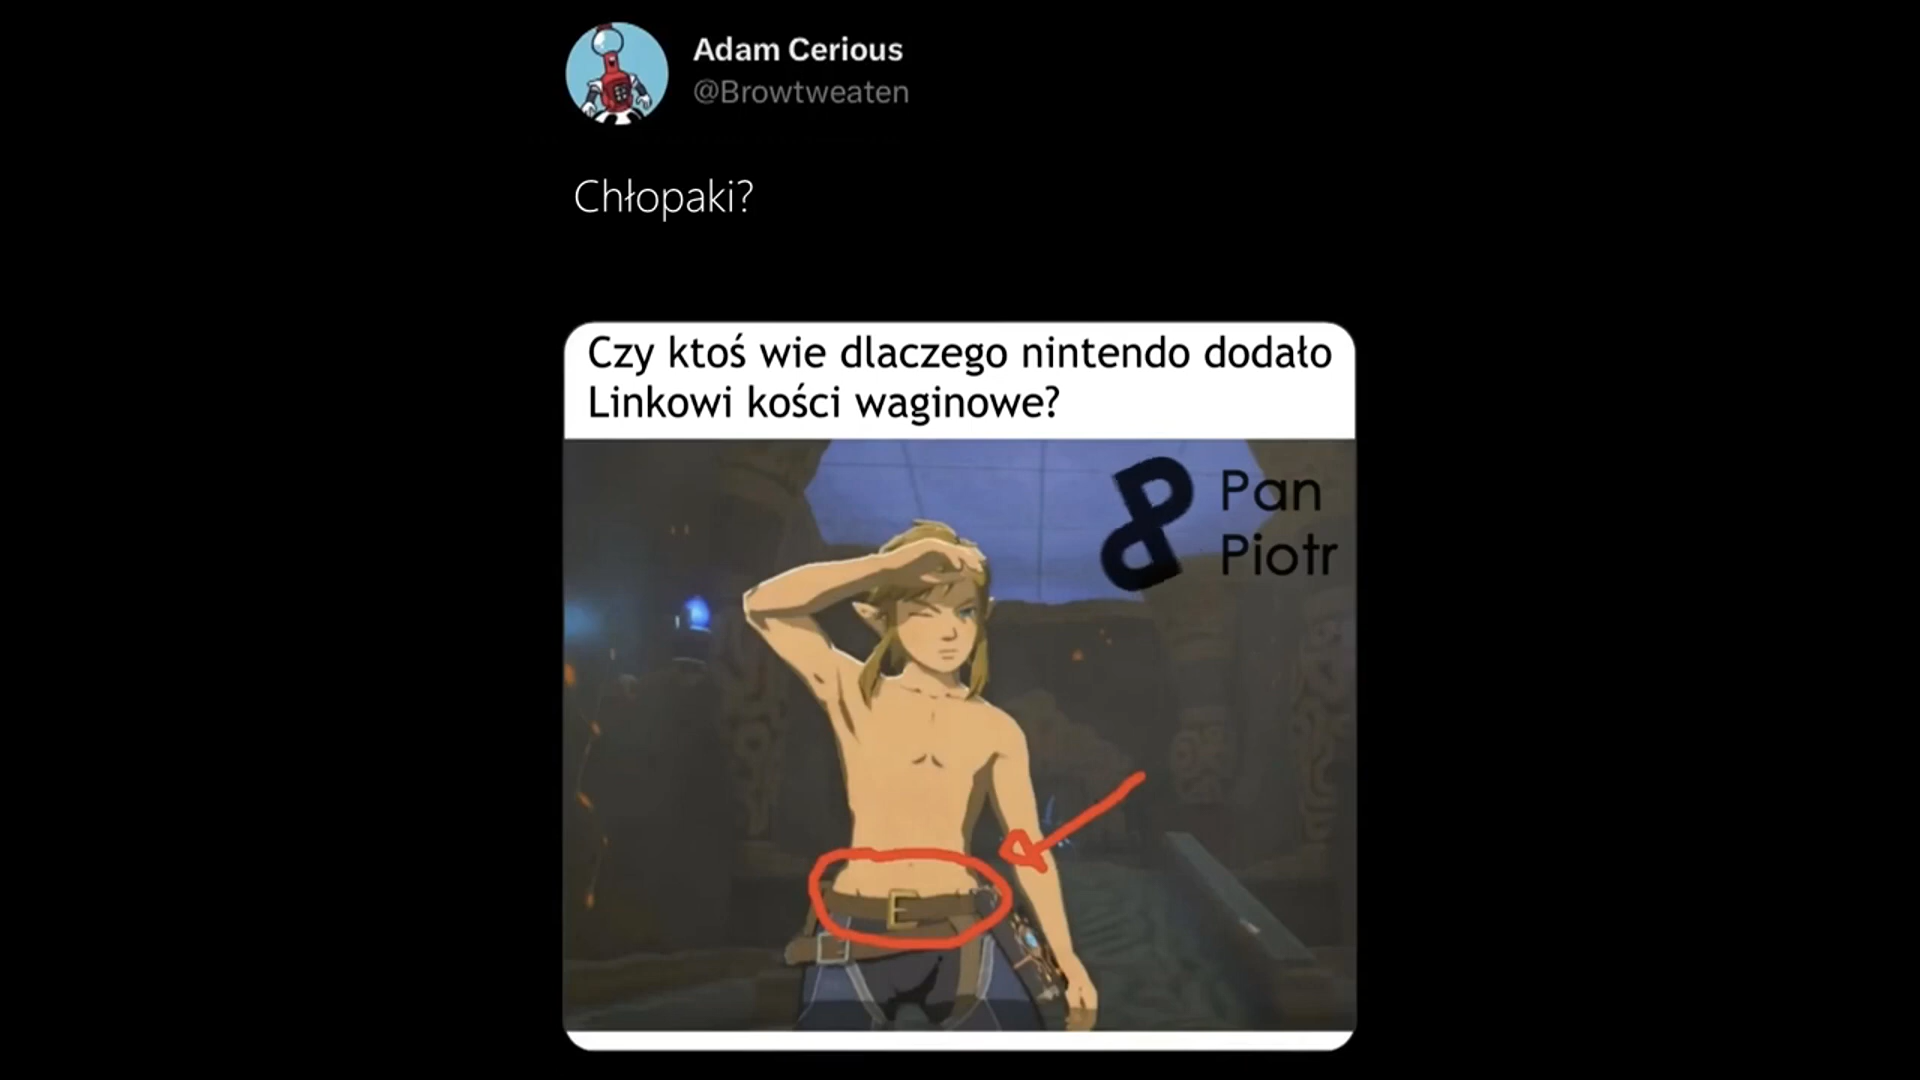 Adam Cerious
@Browtweaten
Chłopaki?
Czy ktoś wie dlaczego nintendo dodało
Linkowi kości waginowe?
Pan
Piotr